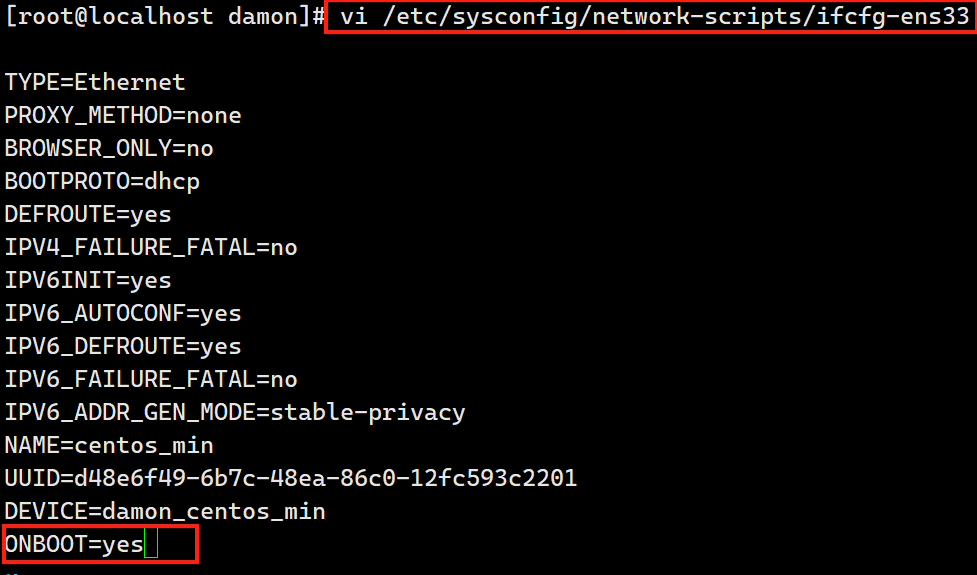 [root@localhost damon]# vi /etc/sysconfig/network-scripts/ifcfg-ens33
TYPE=Ethernet
PROXY_METHOD=none
BROWSER_ONLY=no
BOOTPROTO=dhcp
DEFROUTE=yes
IPV4_FAILURE_FATAL=no
IPV6INIT=yes
IPV6_AUTOCONF=yes
IPV6_DEFROUTE=yes
IPV6_FAILURE_FATAL=no
IPV6_ADDR_GEN_MODE=stable-privacy
NAME=centos_min
UUID=d48e6f49-6b7c-48ea-86c0-12fc593c2201
DEVICE=damon_centos_min
ONBOOT=yes